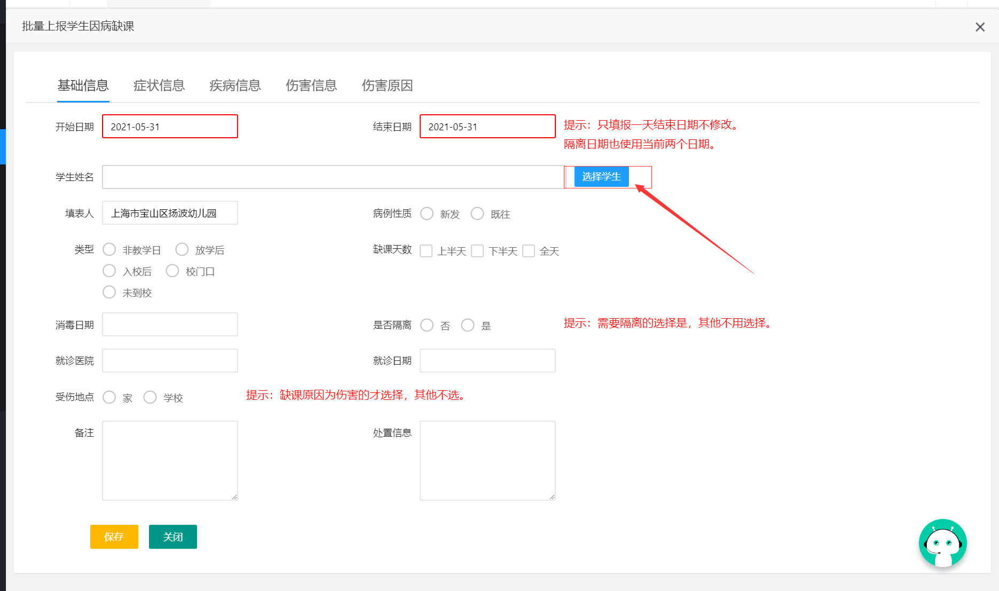 批量上报学生因病缺课
基础信息 症状信息 疾病信息 伤害信息 伤害原因
开始日期 2021-05-31 结束日期 2021-05-31 提示：只填报一天结束日期不修改。
隔离日期也使用当前两个日期。
学生姓名 选择学生
填表人 上海市宝山区扬波幼儿园 病例性质 新发 既往
类型 非教学日 放学后 缺课天数 上半天 下半天 全天
入校后 校门口
未到校
消毒日期 是否隔离 否 是 提示：需要隔离的选择是，其他不用选择。
就诊医院 就诊日期
受伤地点 家 学校 提示：缺课原因为伤害的才选择，其他不选。
备注 处置信息
保存 关闭